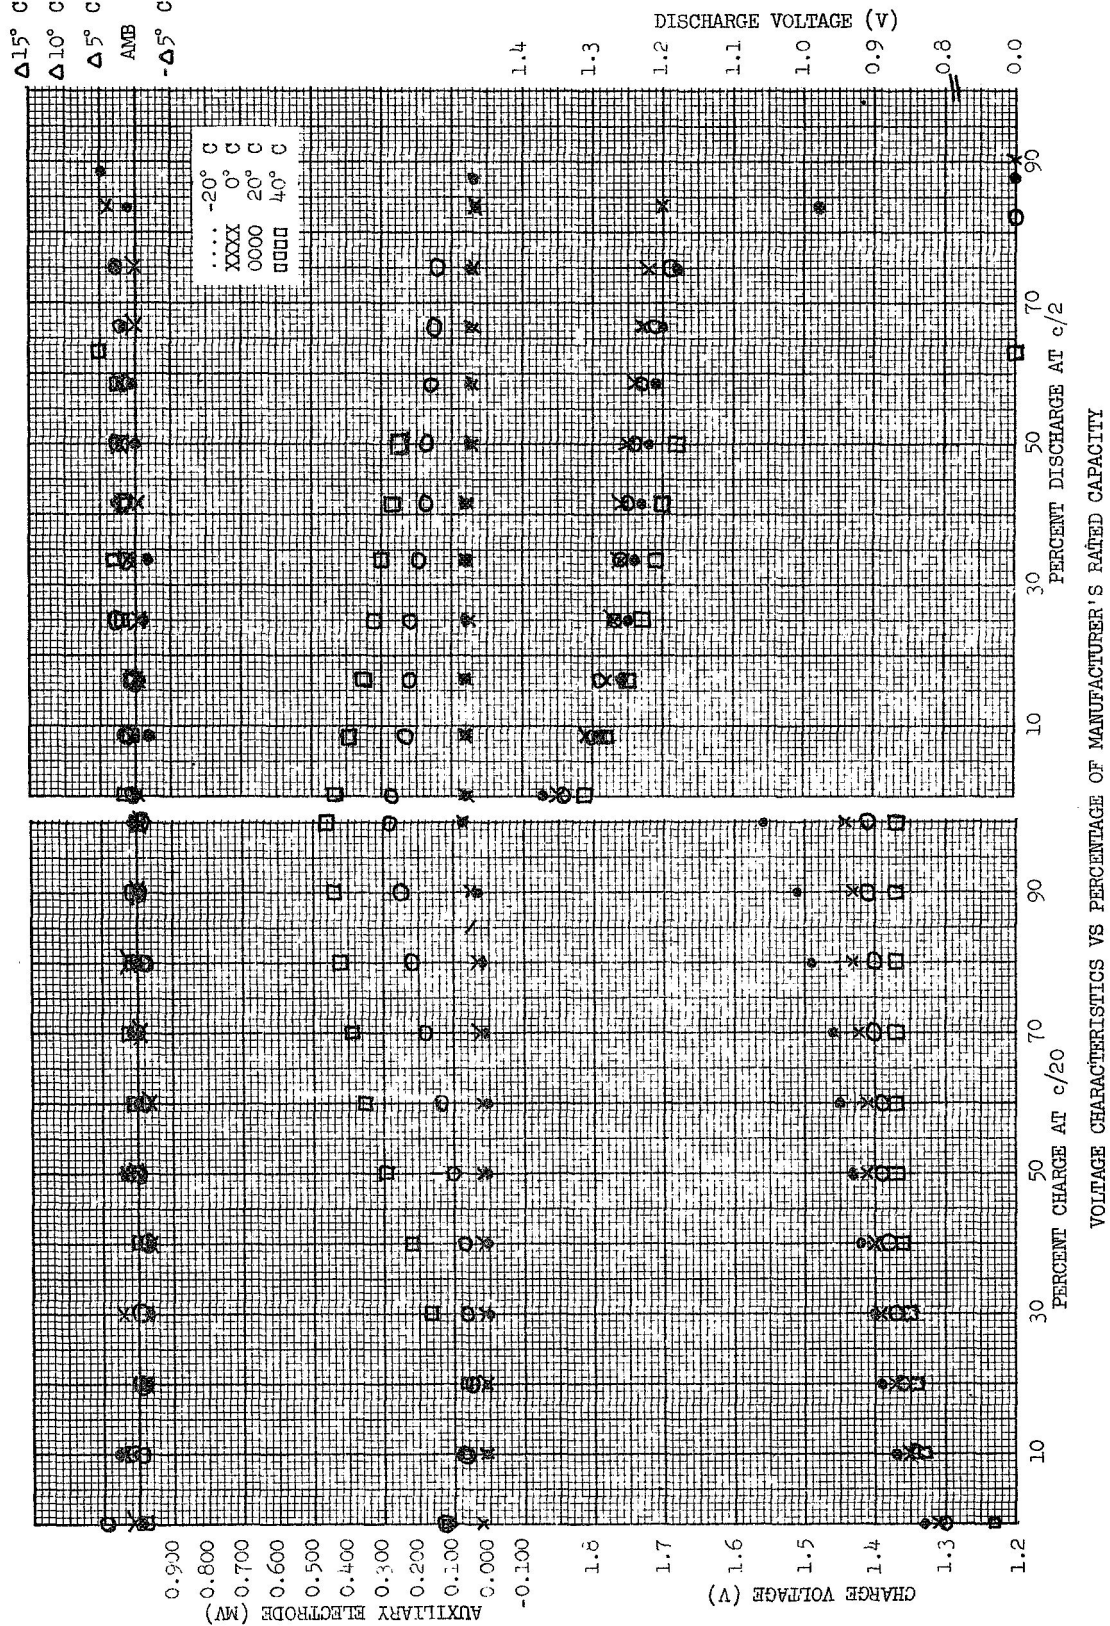 Δ15° C
Δ10° C
Δ5° C
AMB
-Δ5° C
.... -20° C
XXXX 0° C
OOOO 20° C
□□□ 40° C
0.900
0.800
0.700
0.600
0.500
0.400
0.300
0.200
0.100
0.000
-0.100
AUXILIARY ELECTRODE (MV)
1.8
1.7
1.6
1.5
1.4
1.3
1.2
CHARGE VOLTAGE (V)
1.4
1.3
1.2
1.1
1.0
0.9
0.8
0.0
DISCHARGE VOLTAGE (V)
10 30 50 70 90
PERCENT CHARGE AT c/20
10 30 50 70 90
PERCENT DISCHARGE AT c/2
VOLTAGE CHARACTERISTICS VS PERCENTAGE OF MANUFACTURER'S RATED CAPACITY